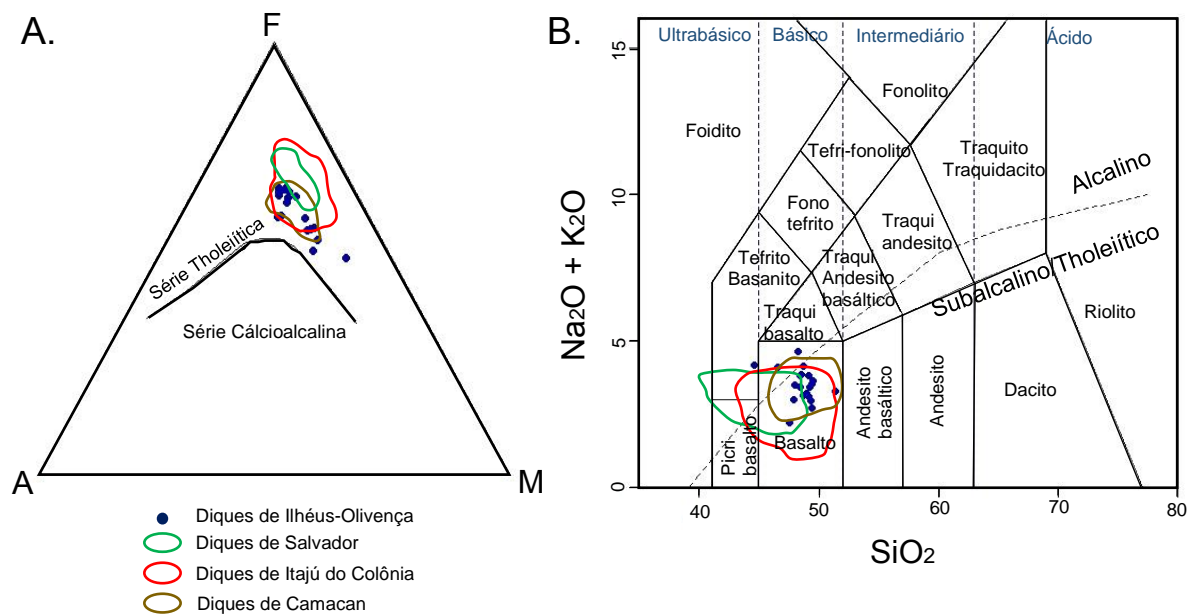 A.
F
Série Tholeiítica
Série Cálcioalcalina
A
M
Diques de Ilhéus-Olivença
Diques de Salvador
Diques de Itajú do Colônia
Diques de Camacan
B.
Ultrabásico
Básico
Intermediário
Ácido
Fonolito
Foidito
Tefri-fonolito
Traquito
Traquidacito
Alcalino
Fono
tefrito
Traqui
andesito
Tefrito
Basanito
Traqui
Andesito
basáltico
Subalcalino/Tholeiítico
Traqui
basalto
Riolito
Andesito
basáltico
Andesito
Dacito
Basalto
Picri-
basalto
Na2O + K2O
15
10
5
0
40
50
60
70
80
SiO2